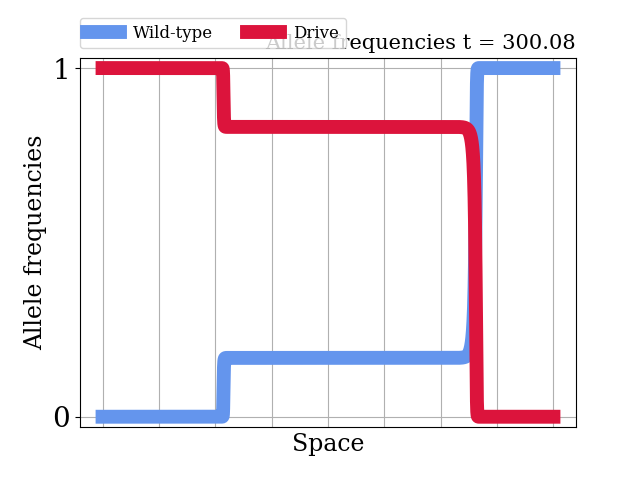 Wild-type Drive
Allele frequencies t = 300.08
1
Allele frequencies
0
Space